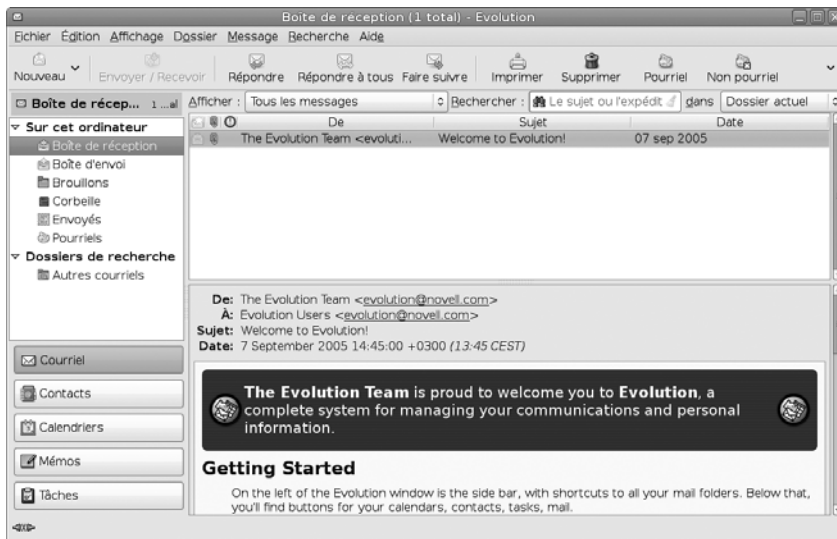 Boîte de réception (1 total) - Evolution
Fichier Édition Affichage Dossier Message Recherche Aide
Nouveau Envoyer / Recevoir Répondre Répondre à tous Faire suivre Imprimer Supprimer Pourriel Non pourriel
Boîte de récep... 1 ...al Afficher : Tous les messages Rechercher : Le sujet ou l'expédit dans Dossier actuel
De Sujet Date
The Evolution Team <evoluti... Welcome to Evolution! 07 sep 2005
Sur cet ordinateur
Boîte de réception
Boîte d'envoi
Brouillons
Corbeille
Envoyés
Pourriels
Dossiers de recherche
Autres courriels
Courriel
Contacts
Calendriers
Mémos
Tâches
De: The Evolution Team <evolution@novell.com>
À: Evolution Users <evolution@novell.com>
Sujet: Welcome to Evolution!
Date: 7 September 2005 14:45:00 +0300 (13:45 CEST)
The Evolution Team is proud to welcome you to Evolution, a
complete system for managing your communications and personal
information.
Getting Started
On the left of the Evolution window is the side bar, with shortcuts to all your mail folders. Below that,
you'll find buttons for your calendars, contacts, tasks, mail.